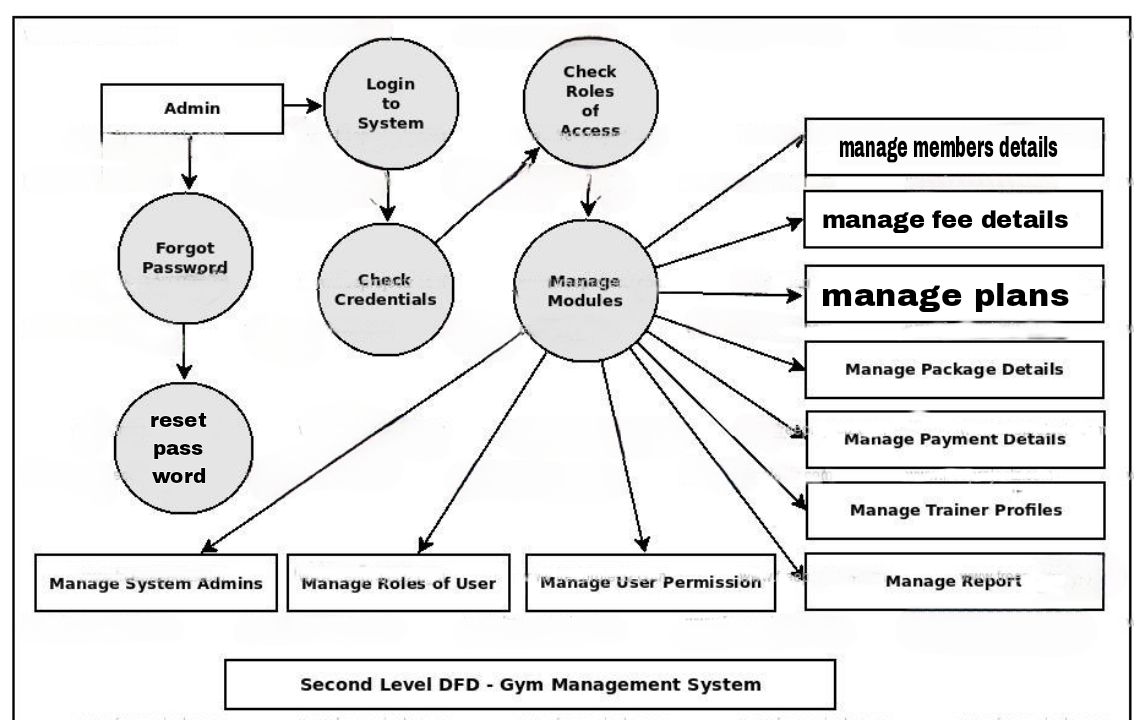 Admin
Login
to
System
Check
Roles
of
Access
manage members details
manage fee details
manage plans
Forgot
Password
Check
Credentials
Manage
Modules
Manage Package Details
Manage Payment Details
reset
pass
word
Manage Trainer Profiles
Manage System Admins
Manage Roles of User
Manage User Permission
Manage Report
Second Level DFD - Gym Management System